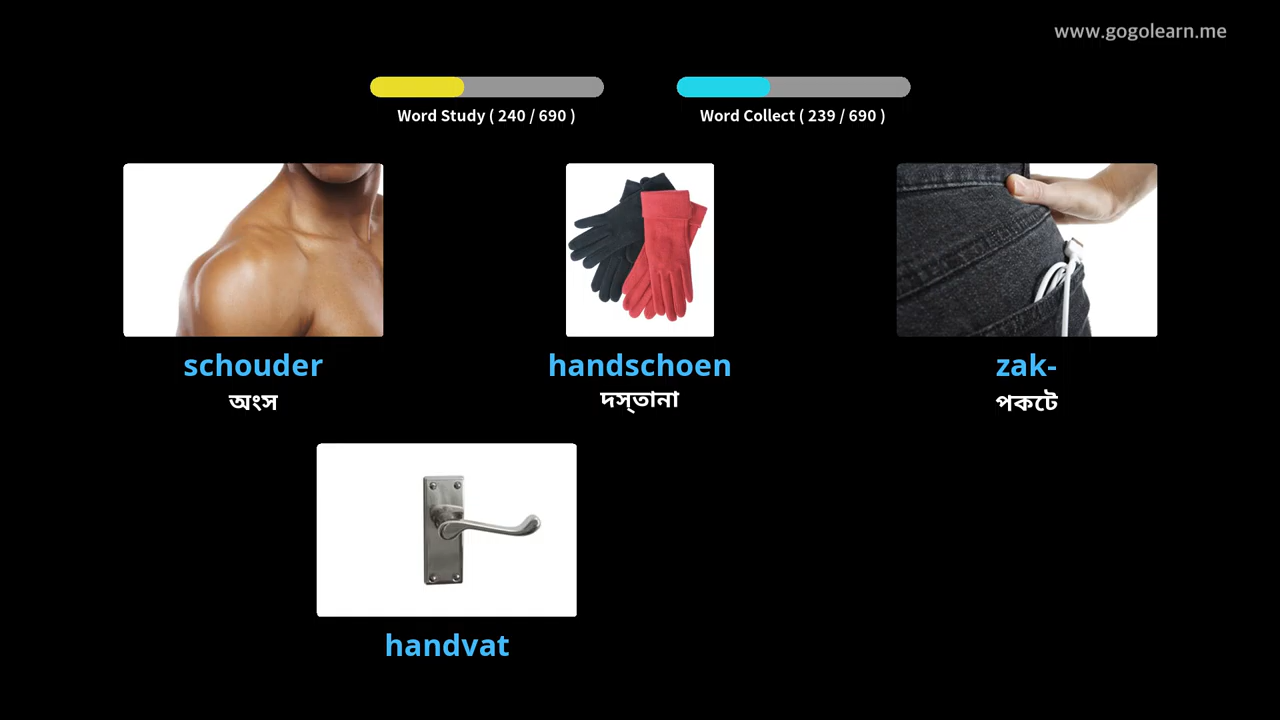 www.gogolearn.me
Word Study ( 240 / 690 )
Word Collect ( 239 / 690 )
schouder
handschoen
zak-
অংস
দস্তানা
পকেট
handvat